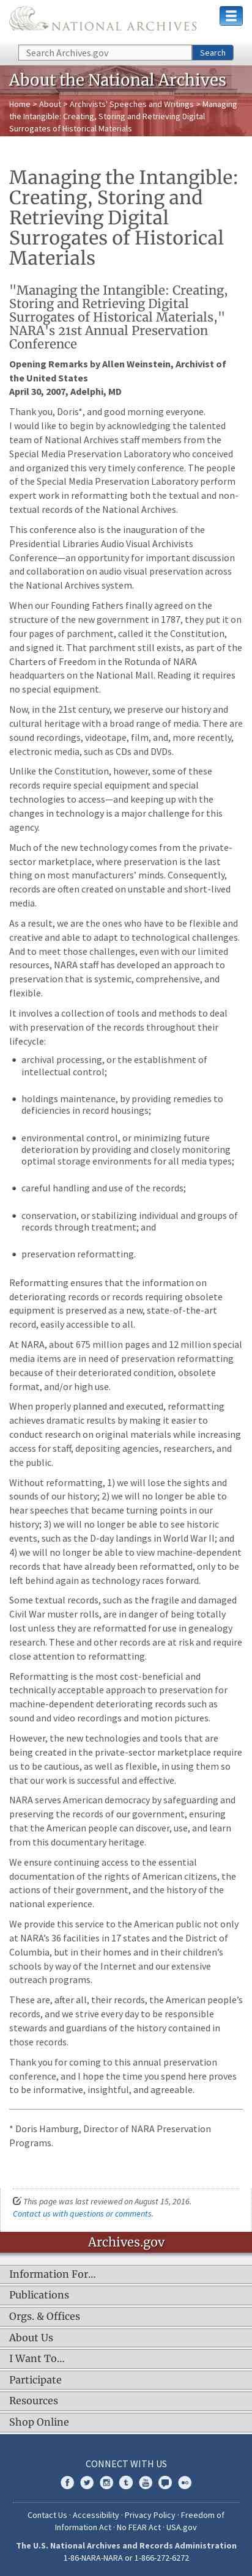 NATIONAL ARCHIVES
Search Archives.gov
Search
About the National Archives
Home > About > Archivists' Speeches and Writings > Managing
the Intangible: Creating, Storing and Retrieving Digital
Surrogates of Historical Materials
Managing the Intangible:
Creating, Storing and
Retrieving Digital
Surrogates of Historical
Materials
"Managing the Intangible: Creating,
Storing and Retrieving Digital
Surrogates of Historical Materials,"
NARA's 21st Annual Preservation
Conference
Opening Remarks by Allen Weinstein, Archivist of
the United States
April 30, 2007, Adelphi, MD
Thank you, Doris*, and good morning everyone.
I would like to begin by acknowledging the talented
team of National Archives staff members from the
Special Media Preservation Laboratory who conceived
and organized this very timely conference. The people
of the Special Media Preservation Laboratory perform
expert work in reformatting both the textual and non-
textual records of the National Archives.
This conference also is the inauguration of the
Presidential Libraries Audio Visual Archivists
Conference—an opportunity for important discussion
and collaboration on audio visual preservation across
the National Archives system.
When our Founding Fathers finally agreed on the
structure of the new government in 1787, they put it on
four pages of parchment, called it the Constitution,
and signed it. That parchment still exists, as part of the
Charters of Freedom in the Rotunda of NARA
headquarters on the National Mall. Reading it requires
no special equipment.
Now, in the 21st century, we preserve our history and
cultural heritage with a diverse array of media. There are
sound recordings, videotape, film, and, more recently,
electronic media, such as CDs and DVDs.
Unlike the Constitution, however, some of these
records require special equipment and special
technologies to access—and keeping up with the
changes in technology is a major challenge for this
agency.
Much of the new technology comes from the private-
sector marketplace, where preservation is the last
thing on most manufacturers' minds. Consequently,
records are often created on unstable and short-lived
media.
As a result, we are the ones who have to be flexible and
creative and able to adapt to technological challenges.
And to meet those challenges, even with our limited
resources, NARA staff has developed an approach to
preservation that is systemic, comprehensive, and
flexible.
It involves a collection of tools and methods to deal
with preservation of the records throughout their
lifecycle:
• archival processing, or the establishment of
intellectual control;
• holdings maintenance, by providing remedies to
deficiencies in record housings;
• environmental control, or minimizing future
deterioration by providing and closely monitoring
optimal storage environments for all media types;
• careful handling and use of the records;
• conservation, or stabilizing individual and groups of
records through treatment; and
• preservation reformatting.
Reformatting ensures that the information on
deteriorating records or records requiring obsolete
equipment is preserved as a new, state-of-the-art
record, easily accessible to all.
At NARA, about 675 million pages and 12 million special
media items are in need of preservation reformatting
because of their deteriorated condition, obsolete
format, and/or high use.
When properly planned and executed, reformatting
achieves dramatic results by making it easier to
conduct research on original materials while increasing
access for staff, depositing agencies, researchers, and
the public.
Without reformatting, 1) we will lose the sights and
sounds of our history; 2) we will no longer be able to
hear speeches that became turning points in our
history; 3) we will no longer be able to see historic
events, such as the D-day landings in World War II; and
4) we will no longer be able to view machine-dependent
records that have already been reformatted, only to be
left behind again as technology races forward.
Some textual records, such as the fragile and damaged
Civil War muster rolls, are in danger of being totally
lost unless they are reformatted for use in genealogy
research. These and other records are at risk and require
close attention to reformatting.
Reformatting is the most cost-beneficial and
technically acceptable approach to preservation for
machine-dependent deteriorating records such as
sound and video recordings and motion pictures.
However, the new technologies and tools that are
being created in the private-sector marketplace require
us to be cautious, as well as flexible, in using them so
that our work is successful and effective.
NARA serves American democracy by safeguarding and
preserving the records of our government, ensuring
that the American people can discover, use, and learn
from this documentary heritage.
We ensure continuing access to the essential
documentation of the rights of American citizens, the
actions of their government, and the history of the
national experience.
We provide this service to the American public not only
at NARA's 36 facilities in 17 states and the District of
Columbia, but in their homes and in their children's
schools by way of the Internet and our extensive
outreach programs.
These are, after all, their records, the American people's
records, and we strive every day to be responsible
stewards and guardians of the history contained in
those records.
Thank you for coming to this annual preservation
conference, and I hope the time you spend here proves
to be informative, insightful, and agreeable.
* Doris Hamburg, Director of NARA Preservation
Programs.
This page was last reviewed on August 15, 2016.
Contact us with questions or comments.
Archives.gov
Information For...
Publications
Orgs. & Offices
About Us
I Want To...
Participate
Resources
Shop Online
CONNECT WITH US
Contact Us · Accessibility · Privacy Policy · Freedom of
Information Act · No FEAR Act · USA.gov
The U.S. National Archives and Records Administration
1-86-NARA-NARA or 1-866-272-6272